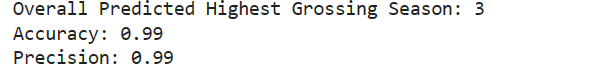 Overall Predicted Highest Grossing Season: 3
Accuracy: 0.99
Precision: 0.99